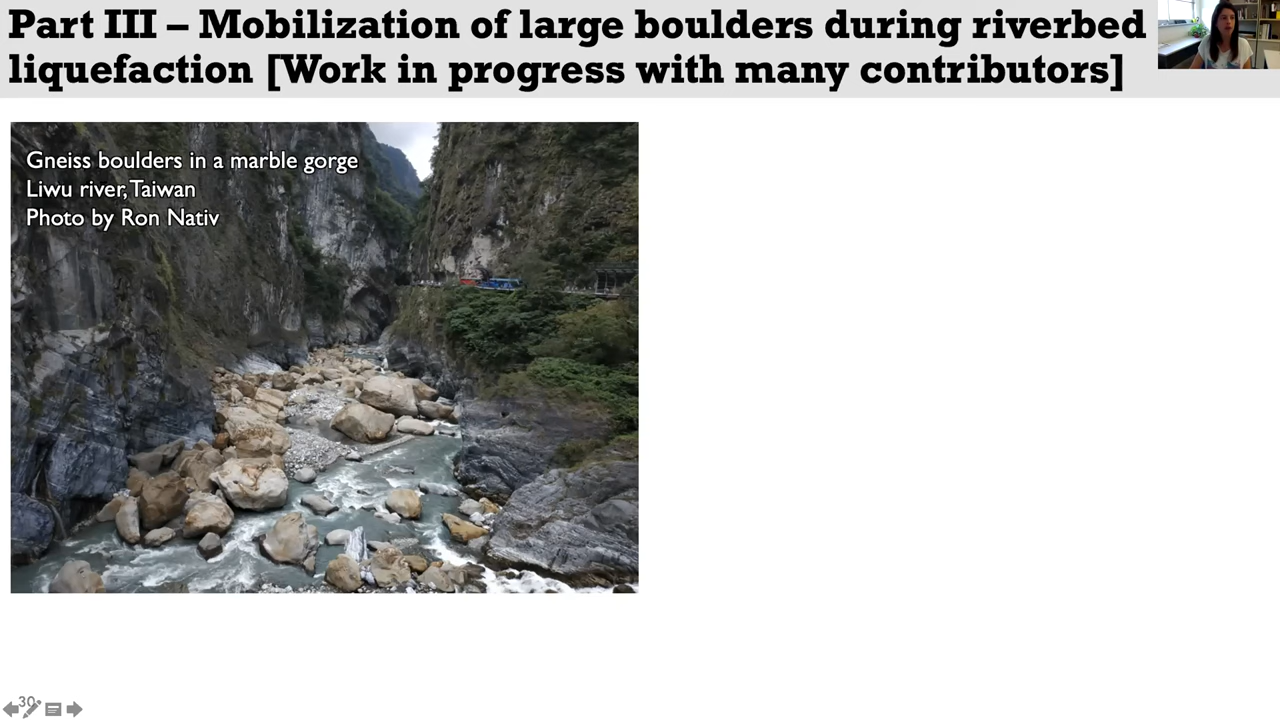 Part III – Mobilization of large boulders during riverbed
liquefaction [Work in progress with many contributors]
Gneiss boulders in a marble gorge
Liwu river, Taiwan
Photo by Ron Nativ
30